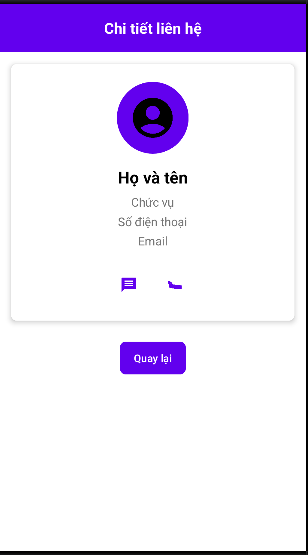 Chi tiết liên hệ
Họ và tên
Chức vụ
Số điện thoại
Email
Quay lại